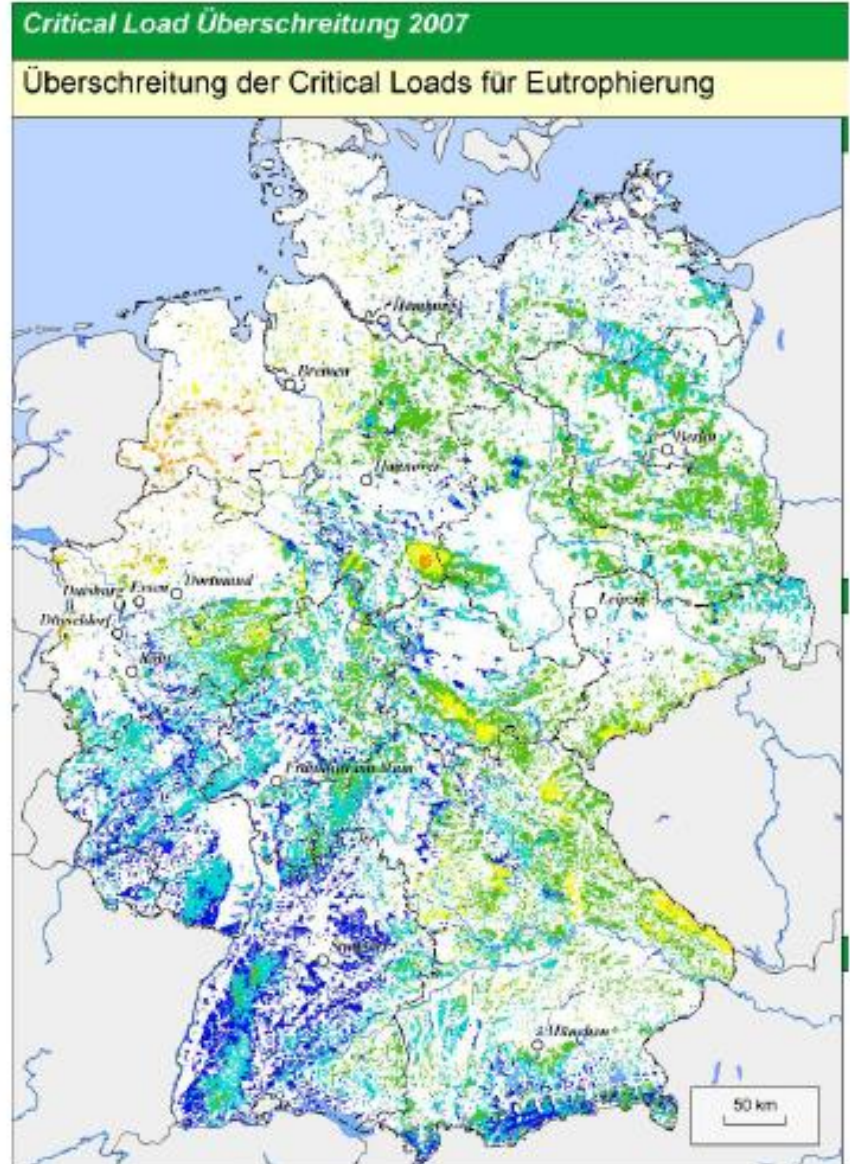 Critical Load Überschreitung 2007
Überschreitung der Critical Loads für Eutrophierung
Hamburg
Bremen
Berlin
Hannover
Duisburg
Essen
Dortmund
Düsseldorf
Leipzig
Köln
Frankfurt am Main
Stuttgart
München
50 km